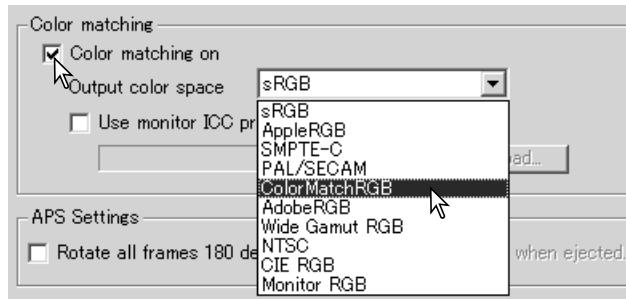 Color matching
Color matching on
Output color space sRGB
Use monitor ICC pr
sRGB
AppleRGB
SMPTE-C
PAL/SECAM
ColorMatchRGB
AdobeRGB
Wide Gamut RGB
NTSC
CIE RGB
Monitor RGB
ad...
APS Settings
Rotate all frames 180 de
when ejected.